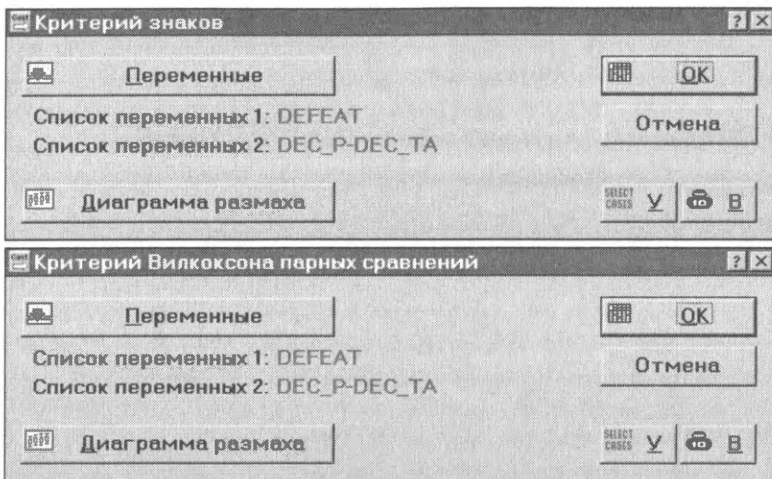 Критерий знаков
Переменные
OK
Список переменных 1: DEFEAT
Отмена
Список переменных 2: DEC_P-DEC_TA
Диаграмма размаха
SELECT CASES У В
Критерий Вилкоксона парных сравнений
Переменные
OK
Список переменных 1: DEFEAT
Отмена
Список переменных 2: DEC_P-DEC_TA
Диаграмма размаха
SELECT CASES У В